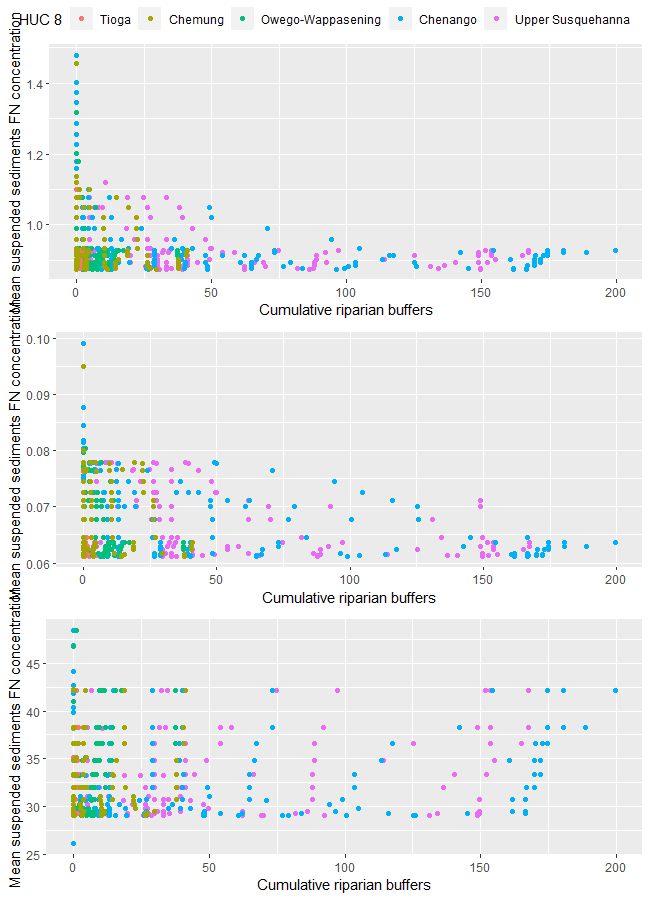 HUC 8 Tioga Chemung Owego-Wappasening Chenango Upper Susquehanna
Mean suspended sediments FN concentration
1.4
1.2
1.0
0 50 100 150 200
Cumulative riparian buffers
Mean suspended sediments FN concentration
0.10
0.09
0.08
0.07
0.06
0 50 100 150 200
Cumulative riparian buffers
Mean suspended sediments FN concentration
45
40
35
30
25
0 50 100 150 200
Cumulative riparian buffers